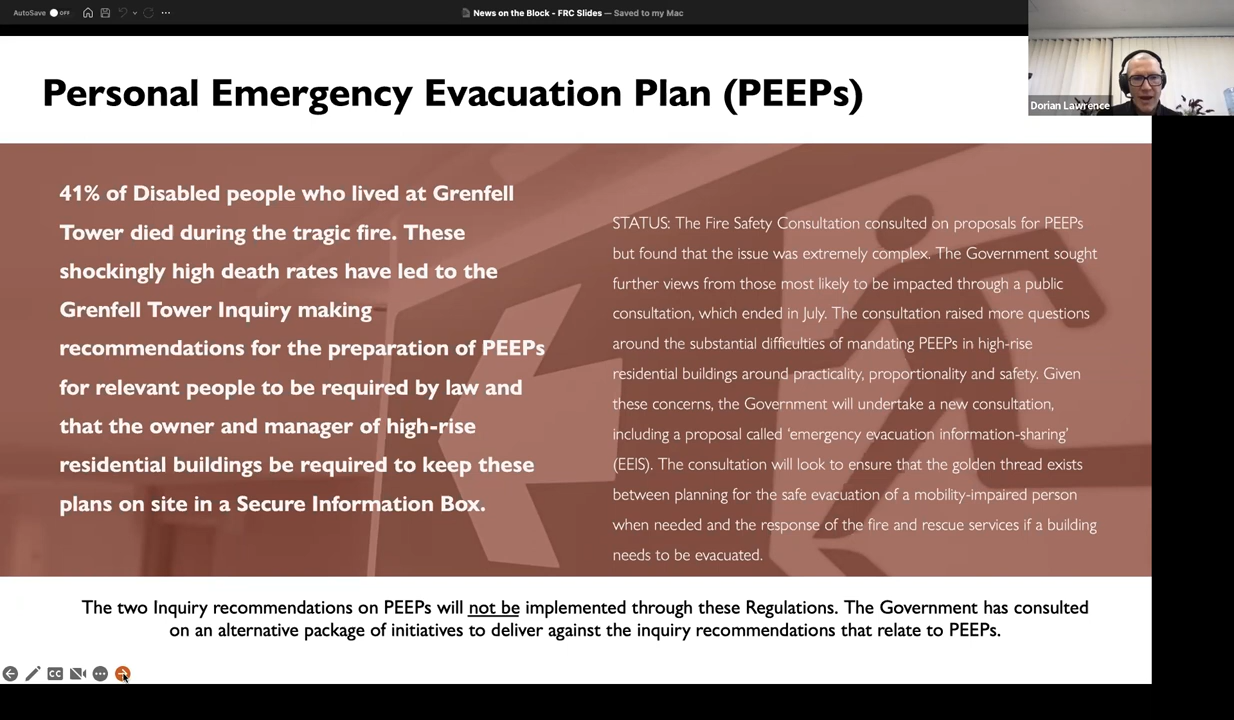 AutoSave OFF
News on the Block - FRC Slides — Saved to my Mac
Dorian Lawrence
Personal Emergency Evacuation Plan (PEEPs)
41% of Disabled people who lived at Grenfell
Tower died during the tragic fire. These
shockingly high death rates have led to the
Grenfell Tower Inquiry making
recommendations for the preparation of PEEPs
for relevant people to be required by law and
that the owner and manager of high-rise
residential buildings be required to keep these
plans on site in a Secure Information Box.
STATUS: The Fire Safety Consultation consulted on proposals for PEEPs
but found that the issue was extremely complex. The Government sought
further views from those most likely to be impacted through a public
consultation, which ended in July. The consultation raised more questions
around the substantial difficulties of mandating PEEPs in high-rise
residential buildings around practicality, proportionality and safety. Given
these concerns, the Government will undertake a new consultation,
including a proposal called ‘emergency evacuation information-sharing’
(EEIS). The consultation will look to ensure that the golden thread exists
between planning for the safe evacuation of a mobility-impaired person
when needed and the response of the fire and rescue services if a building
needs to be evacuated.
The two Inquiry recommendations on PEEPs will not be implemented through these Regulations. The Government has consulted
on an alternative package of initiatives to deliver against the inquiry recommendations that relate to PEEPs.
CC